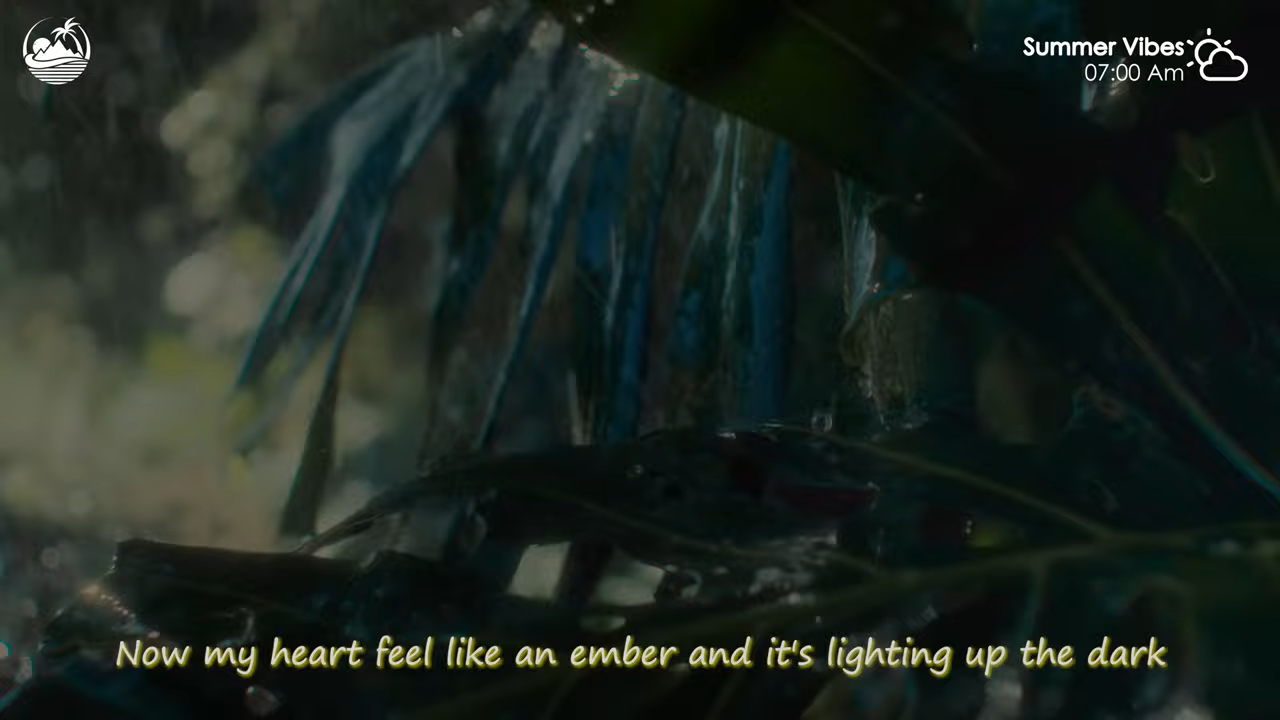 Summer Vibes
07:00 Am
Now my heart feel like an ember and it's lighting up the dark